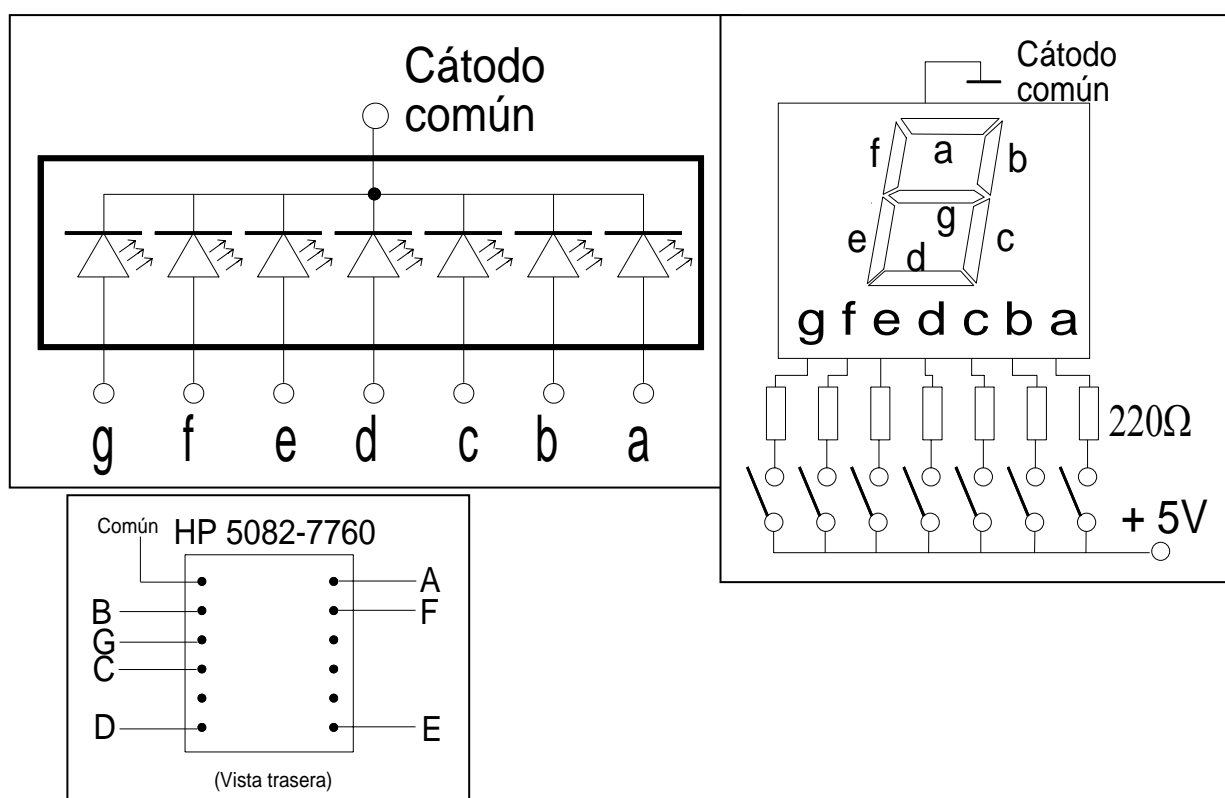 Cátodo
común
g f e d c b a
Cátodo
común
f a b
g
e c
d
g f e d c b a
220Ω
+ 5V
Común HP 5082-7760
A
B F
G
C
D E
(Vista trasera)